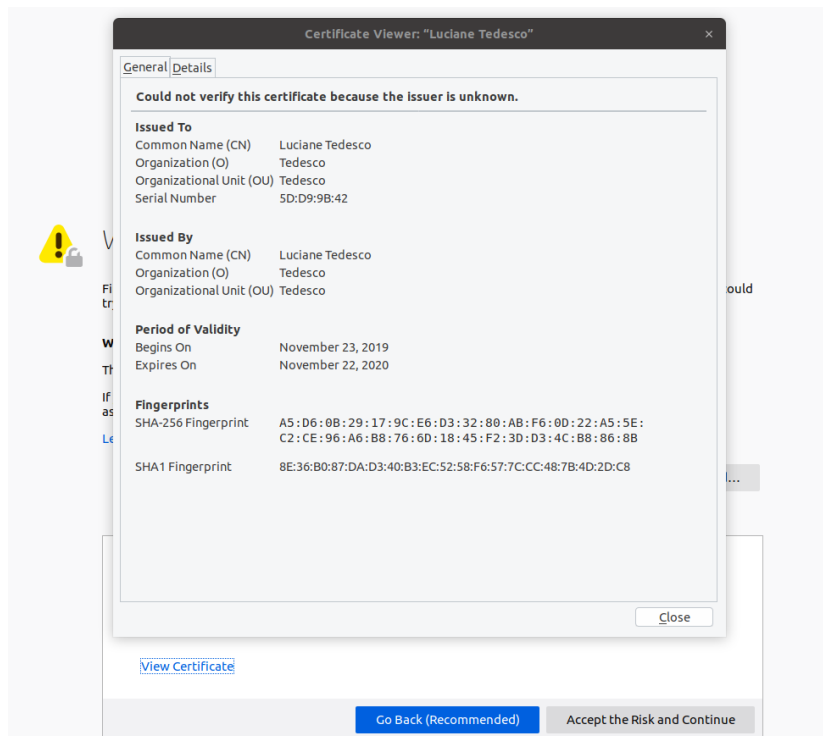 Certificate Viewer: "Luciane Tedesco"
×
General Details
Could not verify this certificate because the issuer is unknown.
Issued To
Common Name (CN) Luciane Tedesco
Organization (O) Tedesco
Organizational Unit (OU) Tedesco
Serial Number 5D:D9:9B:42
Issued By
Common Name (CN) Luciane Tedesco
Organization (O) Tedesco
Organizational Unit (OU) Tedesco
Period of Validity
Begins On November 23, 2019
Expires On November 22, 2020
Fingerprints
SHA-256 Fingerprint A5:D6:0B:29:17:9C:E6:D3:32:80:AB:F6:0D:22:A5:5E:
C2:CE:96:A6:B8:76:6D:18:45:F2:3D:D3:4C:B8:86:8B
SHA1 Fingerprint 8E:36:B0:87:DA:D3:40:B3:EC:52:58:F6:57:7C:CC:48:7B:4D:2D:C8
Close
View Certificate
Go Back (Recommended) Accept the Risk and Continue